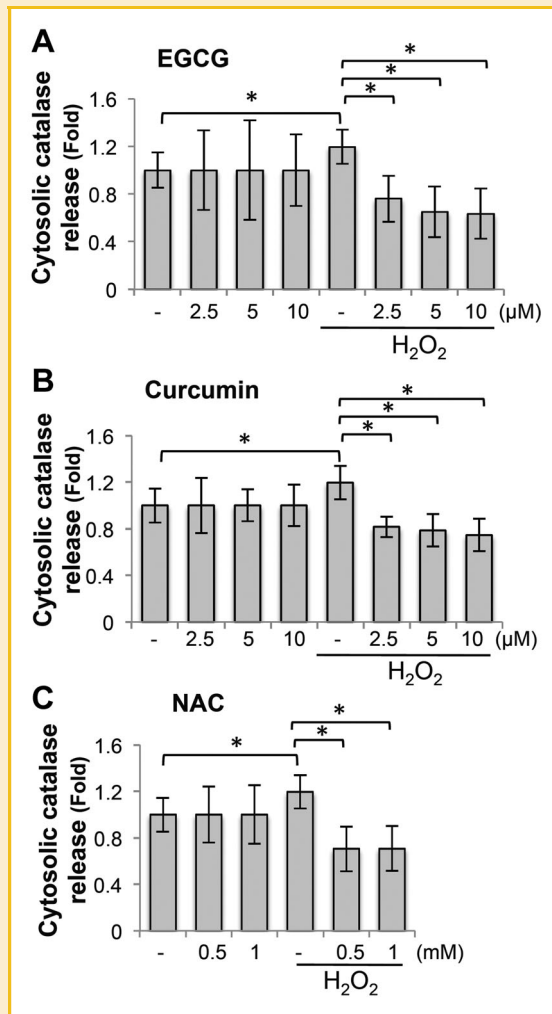 A
EGCG
Cytosolic catalase
release (Fold)
1.6
1.2
0.8
0.4
0
*
*
*
*
- 2.5 5 10 - 2.5 5 10 (µM)
H₂O₂
B
Curcumin
Cytosolic catalase
release (Fold)
1.6
1.2
0.8
0.4
0
*
*
*
*
- 2.5 5 10 - 2.5 5 10 (µM)
H₂O₂
C
NAC
Cytosolic catalase
release (Fold)
1.6
1.2
0.8
0.4
0
*
*
*
- 0.5 1 - 0.5 1 (mM)
H₂O₂